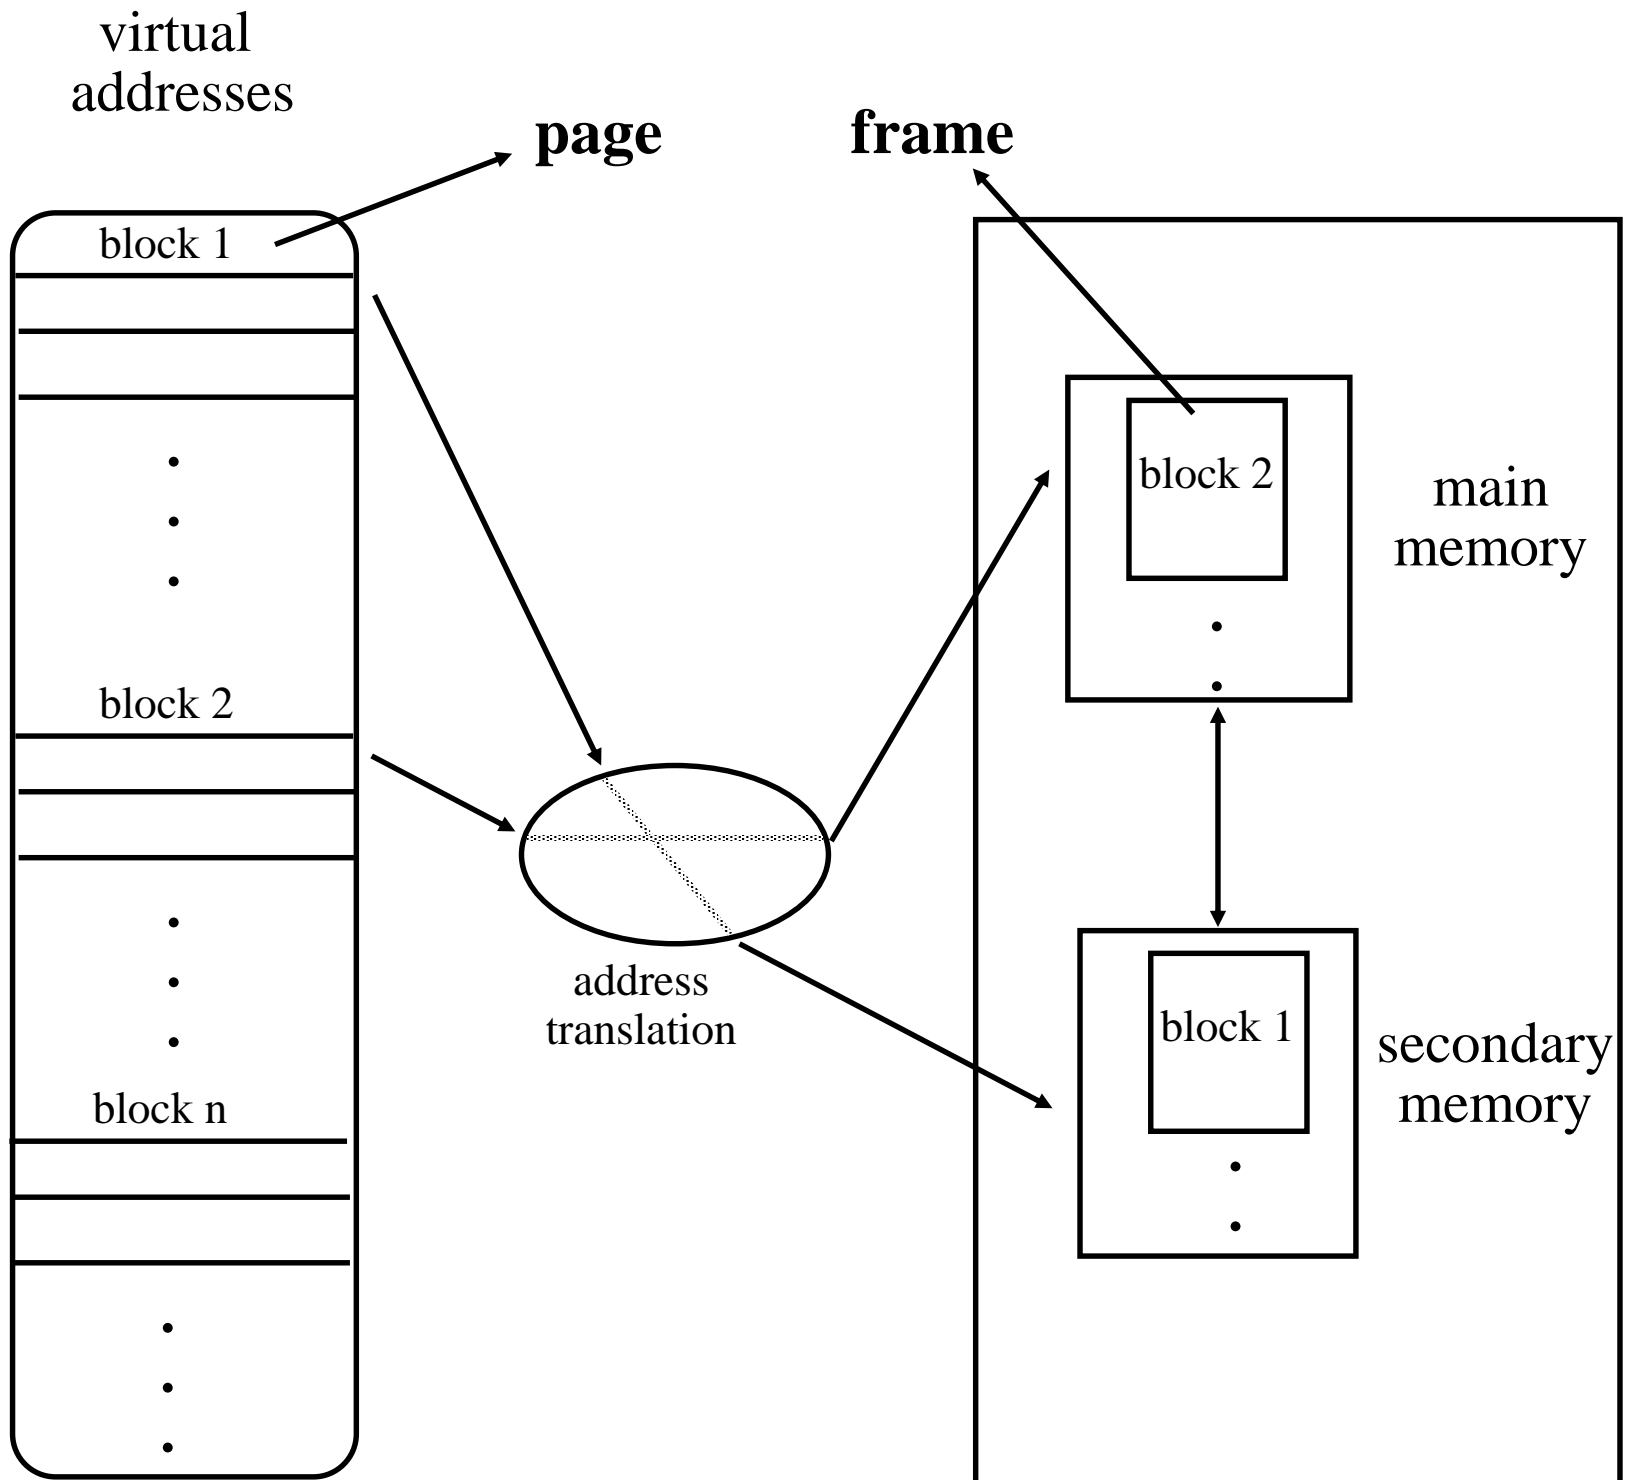 virtual
addresses
page
frame
block 1
block 2
block n
address
translation
block 2
main
memory
block 1
secondary
memory